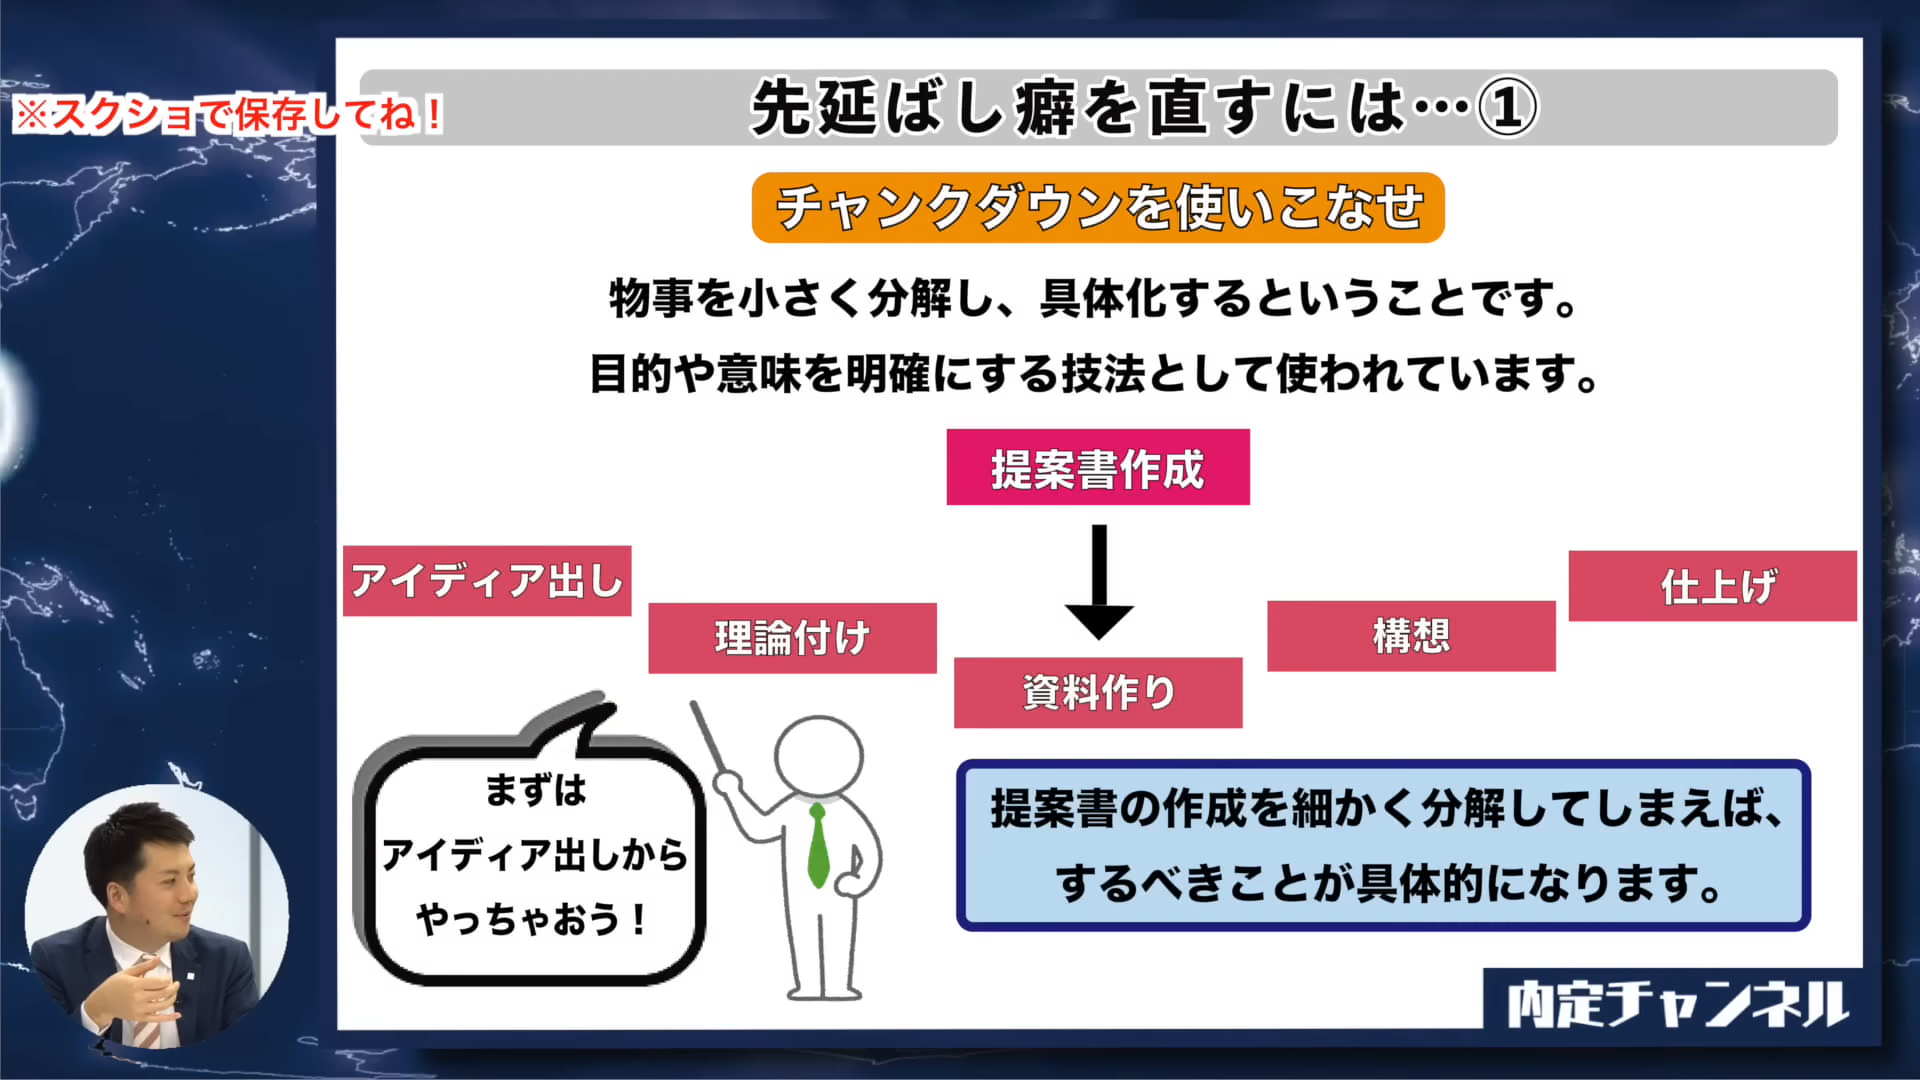 ※スクショで保存してね！
先延ばし癖を直すには…①
チャンクダウンを使いこなせ
物事を小さく分解し、具体化するということです。
目的や意味を明確にする技法として使われています。
提案書作成
アイディア出し
理論付け
資料作り
構想
仕上げ
まずは
アイディア出しから
やっちゃおう！
提案書の作成を細かく分解してしまえば、
するべきことが具体的になります。
内定チャンネル